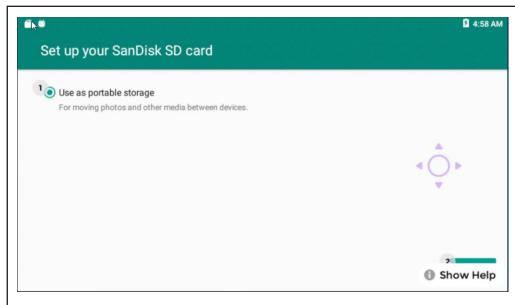 4:58 AM
Set up your SanDisk SD card
1
Use as portable storage
For moving photos and other media between devices.
2
Show Help